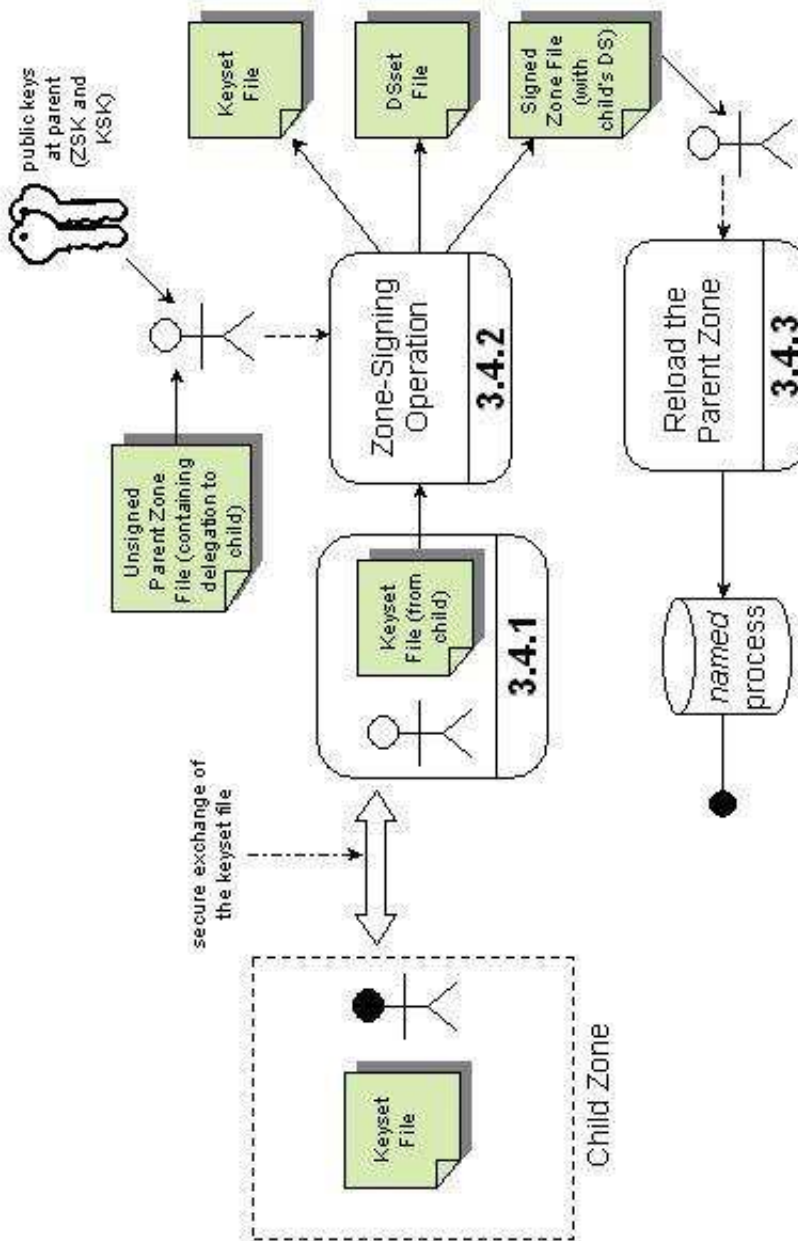 public keys
at parent
(ZSK and
KSK)
Unsigned
Parent Zone
File (containing
delegation to
child)
Keyset
File
DSset
File
Signed
Zone File
(with
child's DS)
secure exchange of
the keyset file
Keyset
File (from
child)
3.4.1
Zone-Signing
Operation
3.4.2
Keyset
File
Child Zone
named
process
Reload the
Parent Zone
3.4.3